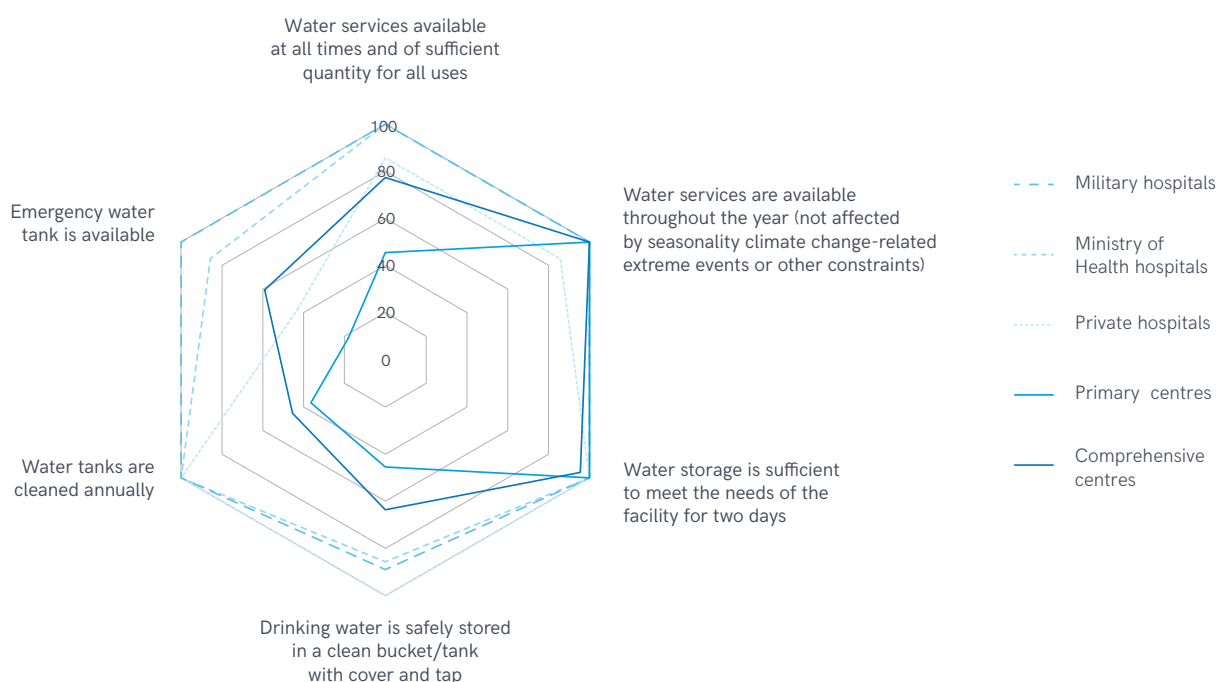 Water services available
at all times and of sufficient
quantity for all uses
100
80
60
40
20
0
Emergency water
tank is available
Water services are available
throughout the year (not affected
by seasonality climate change-related
extreme events or other constraints)
Water tanks are
cleaned annually
Water storage is sufficient
to meet the needs of the
facility for two days
Drinking water is safely stored
in a clean bucket/tank
with cover and tap
Military hospitals
Ministry of
Health hospitals
Private hospitals
Primary centres
Comprehensive
centres